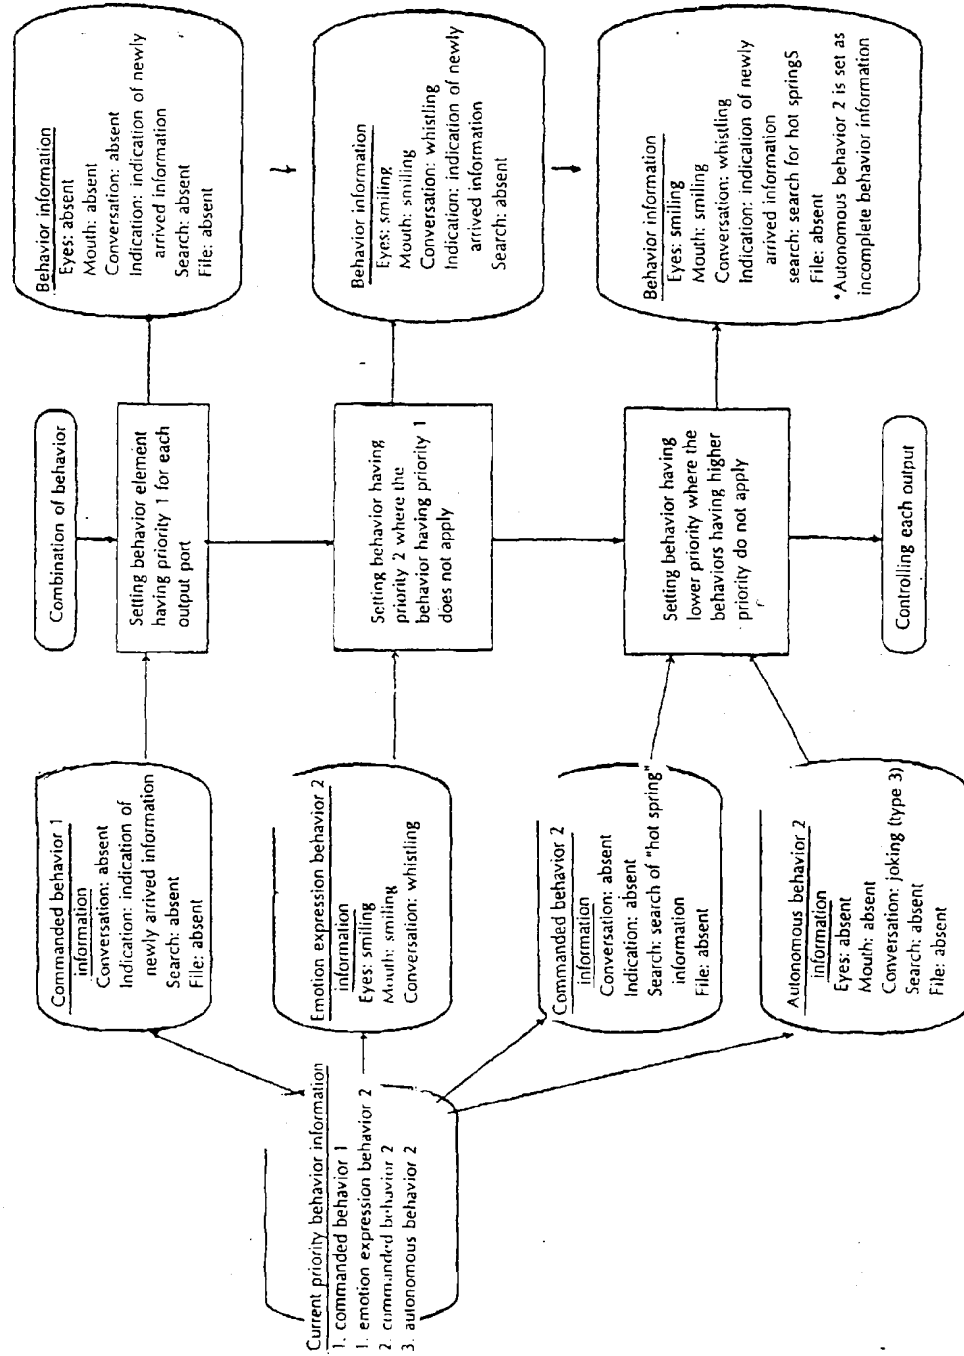 Current priority behavior information
1. commanded behavior 1
1. emotion expression behavior 2
2. commanded behavior 2
3. autonomous behavior 2
Commanded behavior 1
information
Conversation: absent
Indication: indication of
newly arrived information
Search: absent
File: absent
Emotion expression behavior 2
information
Eyes: smiling
Mouth: smiling
Conversation: whistling
Commanded behavior 2
information
Conversation: absent
Indication: absent
Search: search of "hot spring"
information
File: absent
Autonomous behavior 2
information
Eyes: absent
Mouth: absent
Conversation: joking (type 3)
Search: absent
File: absent
Combination of behavior
Setting behavior element
having priority 1 for each
output port
Setting behavior having
priority 2 where the
behavior having priority 1
does not apply
Setting behavior having
lower priority where the
behaviors having higher
priority do not apply
Controlling each output
Behavior information
Eyes: absent
Mouth: absent
Conversation: absent
Indication: indication of newly
arrived information
Search: absent
File: absent
Behavior information
Eyes: smiling
Mouth: smiling
Conversation: whistling
Indication: indication of newly
arrived information
Search: absent
Behavior information
Eyes: smiling
Mouth: smiling
Conversation: whistling
Indication: indication of newly
arrived information
search: search for hot springS
File: absent
*Autonomous behavior 2 is set as
incomplete behavior information